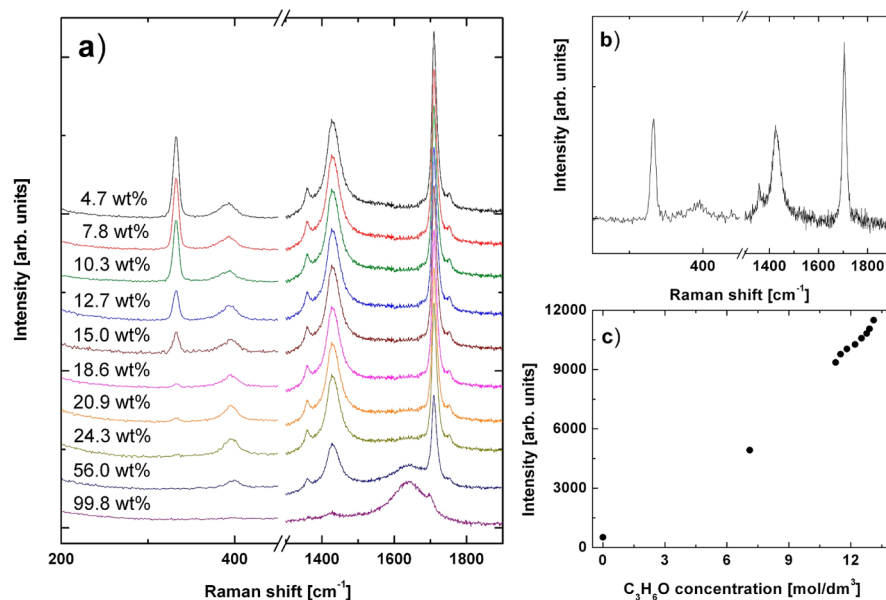 a)
Intensity [arb. units]
4.7 wt%
7.8 wt%
10.3 wt%
12.7 wt%
15.0 wt%
18.6 wt%
20.9 wt%
24.3 wt%
56.0 wt%
99.8 wt%
200
400
1400
1600
1800
Raman shift [cm⁻¹]
b)
Intensity [arb. units]
400
1400
1600
1800
Raman shift [cm⁻¹]
c)
Intensity [arb. units]
12000
9000
6000
3000
0
0
3
6
9
12
C₃H₆O concentration [mol/dm³]